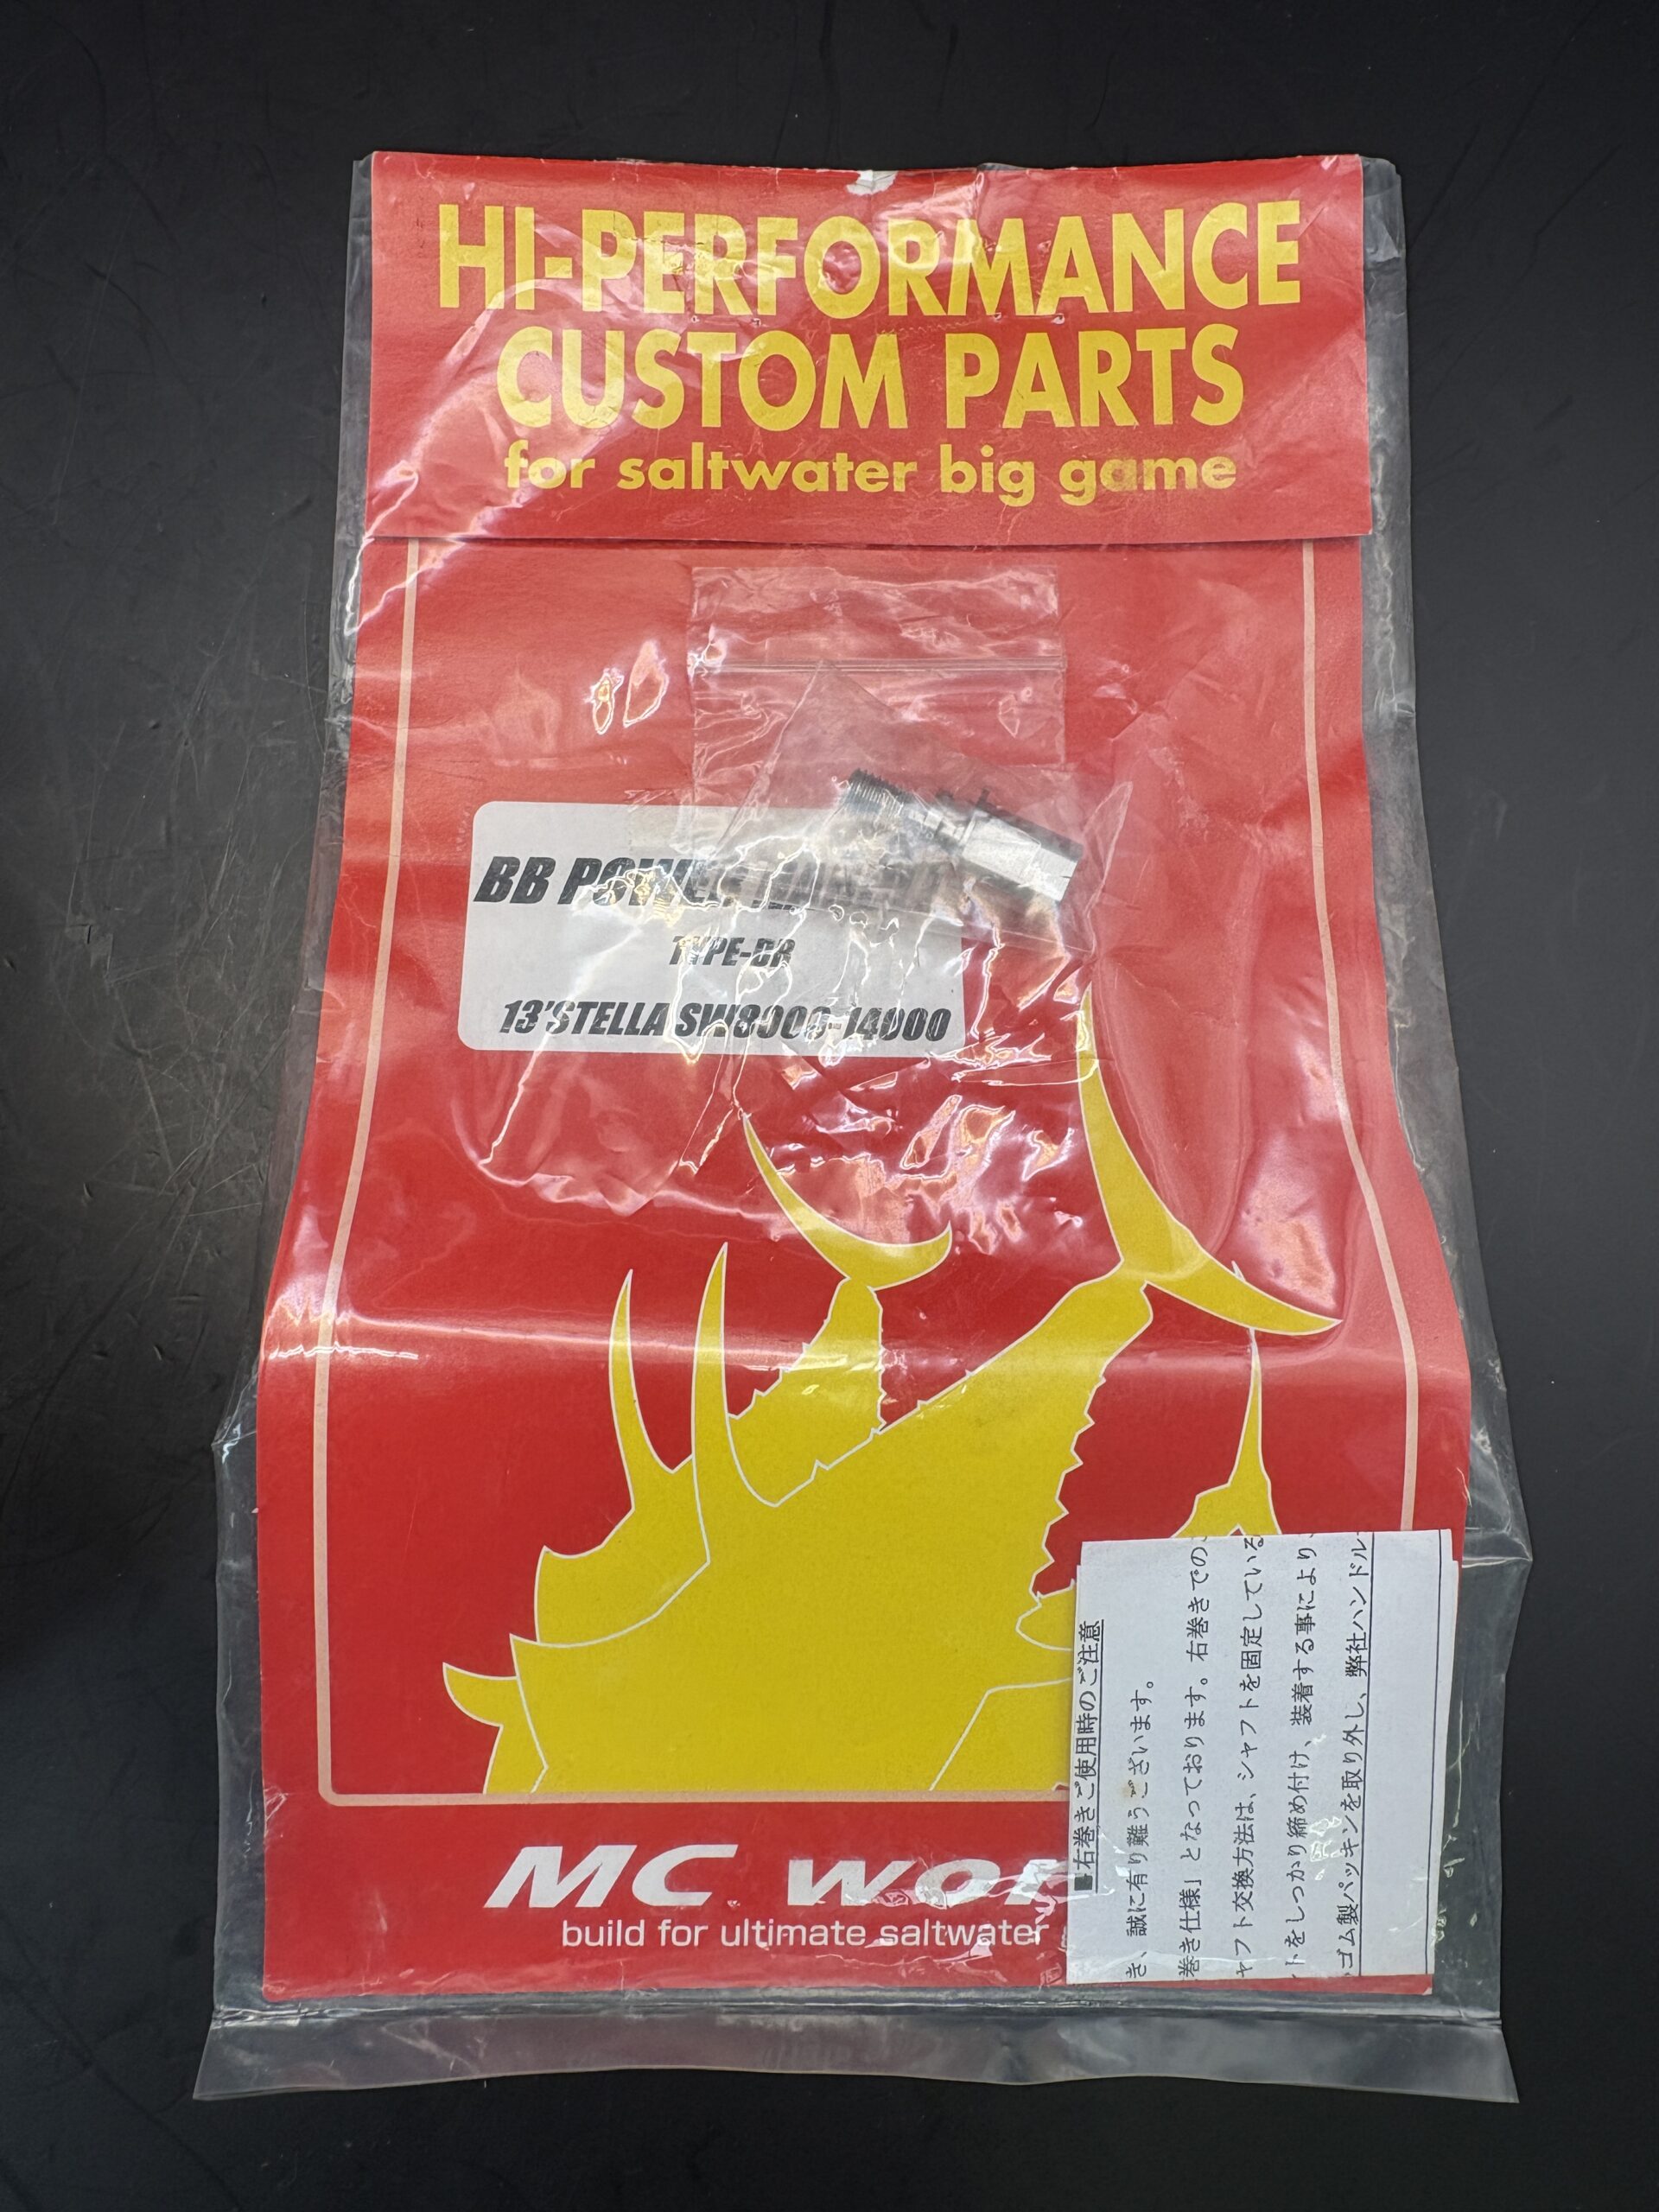 HI-PERFORMANCE
CUSTOM PARTS
for saltwater big game
BB POWER
TYPE-BR
13'STELLA SW8000-14000
MC wor
build for ultimate saltwater
■右巻きご使用時のご注意
き、誠に有り難うございます。
巻き仕様」となっております。右巻きでの
ャフト交換方法は、シャフトを固定している
トをしっかり締め付け、装着する事により、
ゴム製パッキンを取り外し、弊社ハンドル